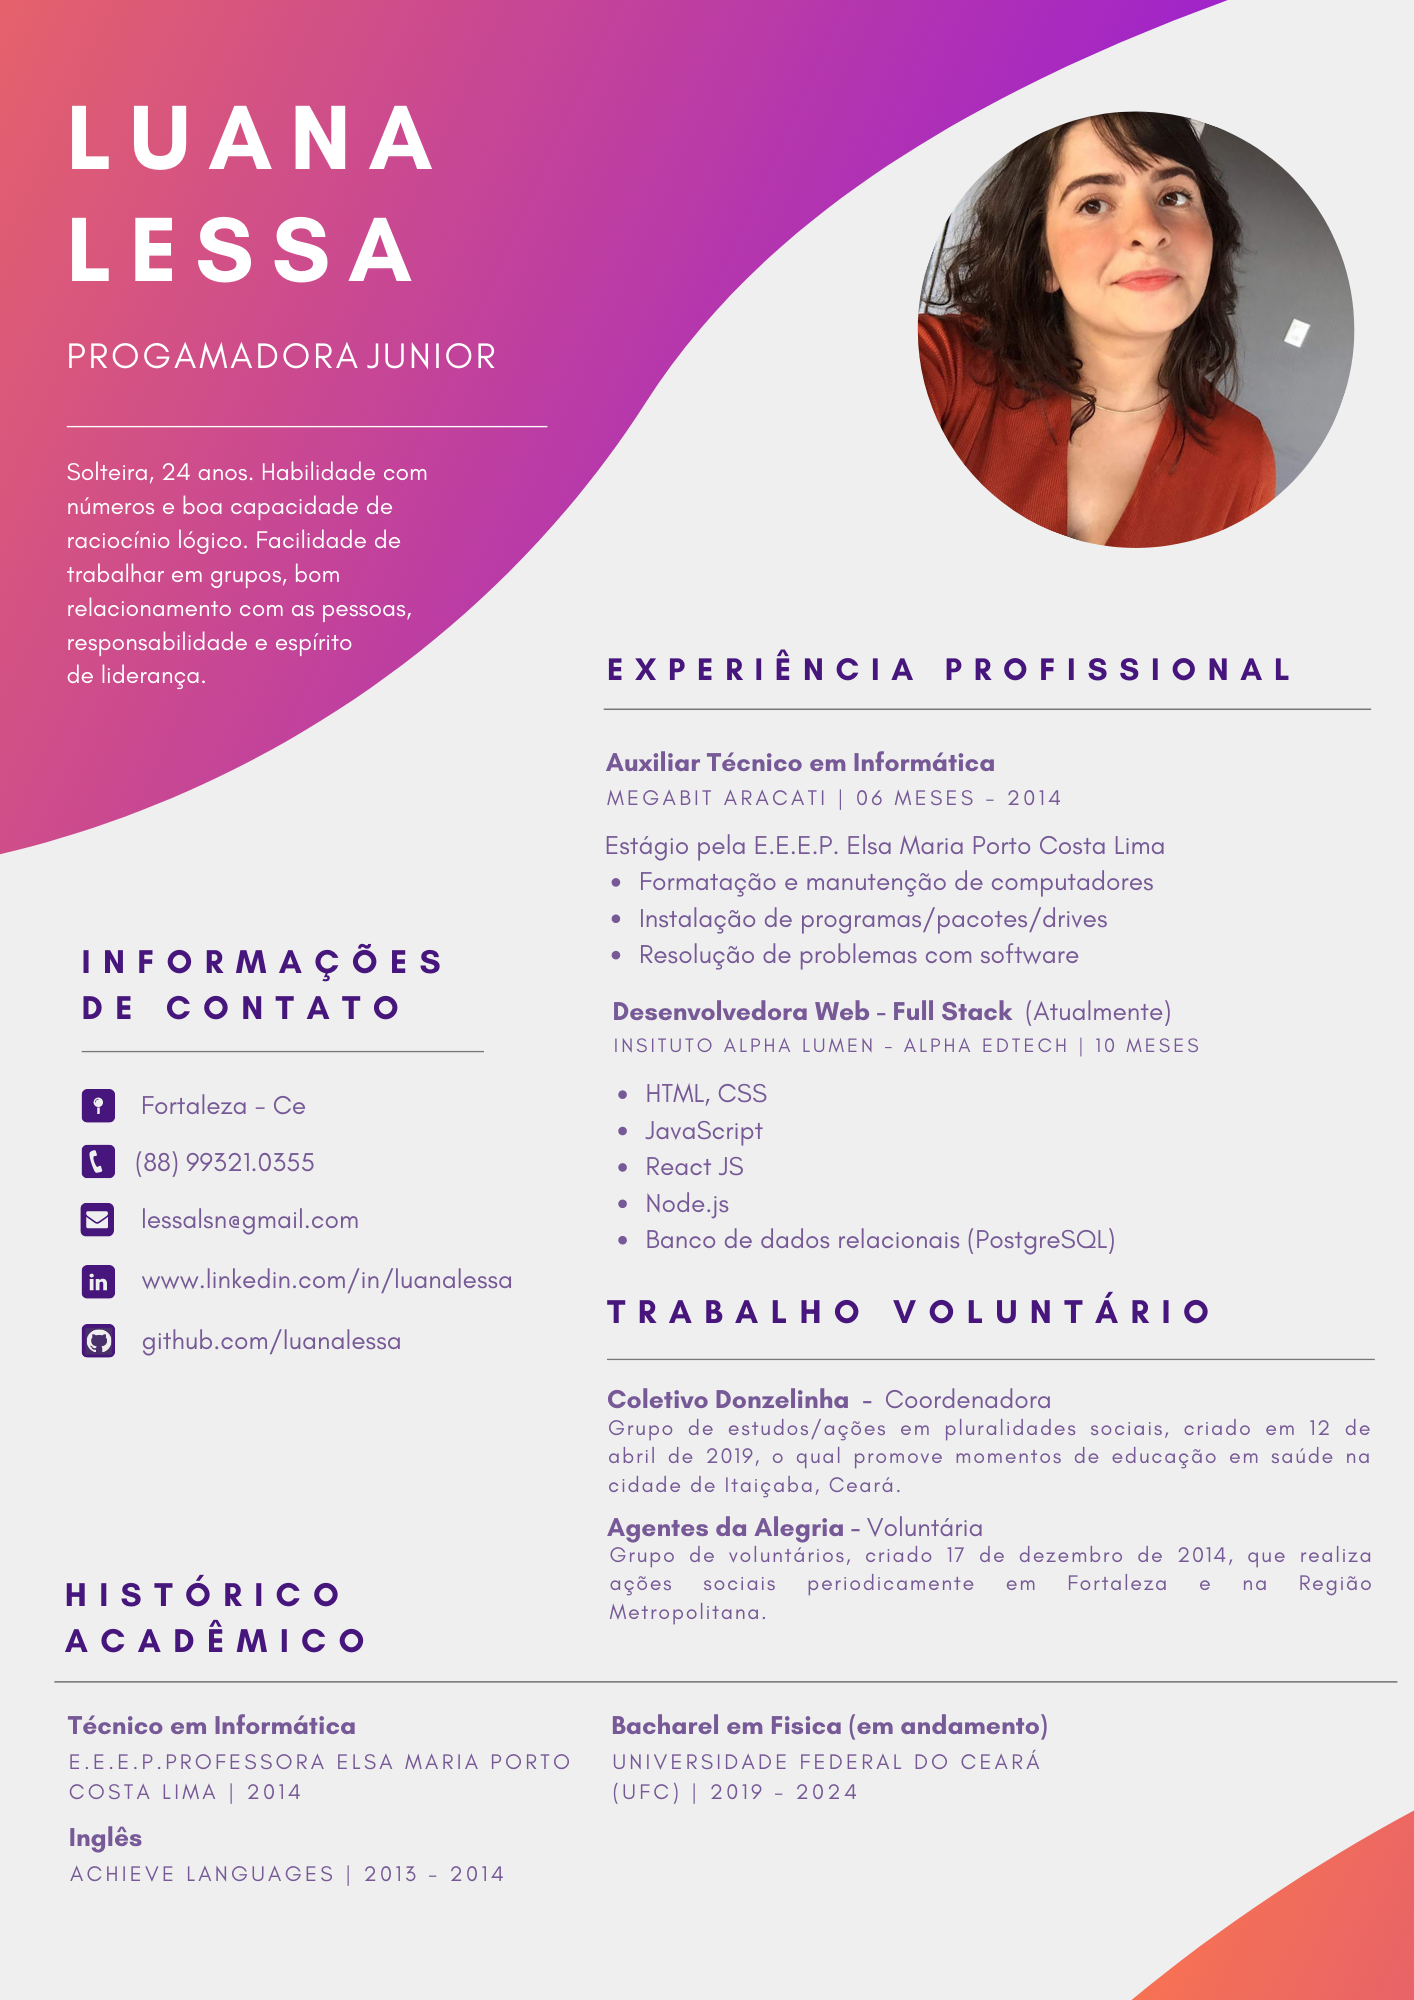 LUANA
LESSA
PROGAMADORA JUNIOR
Solteira, 24 anos. Habilidade com
números e boa capacidade de
raciocínio lógico. Facilidade de
trabalhar em grupos, bom
relacionamento com as pessoas,
responsabilidade e espírito
de liderança.
INFORMAÇÕES
DE CONTATO
Fortaleza - Ce
(88) 99321.0355
lessalsn@gmail.com
www.linkedin.com/in/luanalessa
github.com/luanalessa
EXPERIÊNCIA PROFISSIONAL
Auxiliar Técnico em Informática
MEGABIT ARACATI | 06 MESES - 2014
Estágio pela E.E.E.P. Elsa Maria Porto Costa Lima
• Formatação e manutenção de computadores
• Instalação de programas/pacotes/drives
• Resolução de problemas com software
Desenvolvedora Web - Full Stack (Atualmente)
INSITUTO ALPHA LUMEN - ALPHA EDTECH | 10 MESES
• HTML, CSS
• JavaScript
• React JS
• Node.js
• Banco de dados relacionais (PostgreSQL)
TRABALHO VOLUNTÁRIO
Coletivo Donzelinha - Coordenadora
Grupo de estudos/ações em pluralidades sociais, criado em 12 de
abril de 2019, o qual promove momentos de educação em saúde na
cidade de Itaiçaba, Ceará.
Agentes da Alegria - Voluntária
Grupo de voluntários, criado 17 de dezembro de 2014, que realiza
ações sociais periodicamente em Fortaleza e na Região
Metropolitana.
HISTÓRICO
ACADÊMICO
Técnico em Informática
E.E.E.P.PROFESSORA ELSA MARIA PORTO
COSTA LIMA | 2014
Inglês
ACHIEVE LANGUAGES | 2013 - 2014
Bacharel em Fisica (em andamento)
UNIVERSIDADE FEDERAL DO CEARÁ
(UFC) | 2019 - 2024